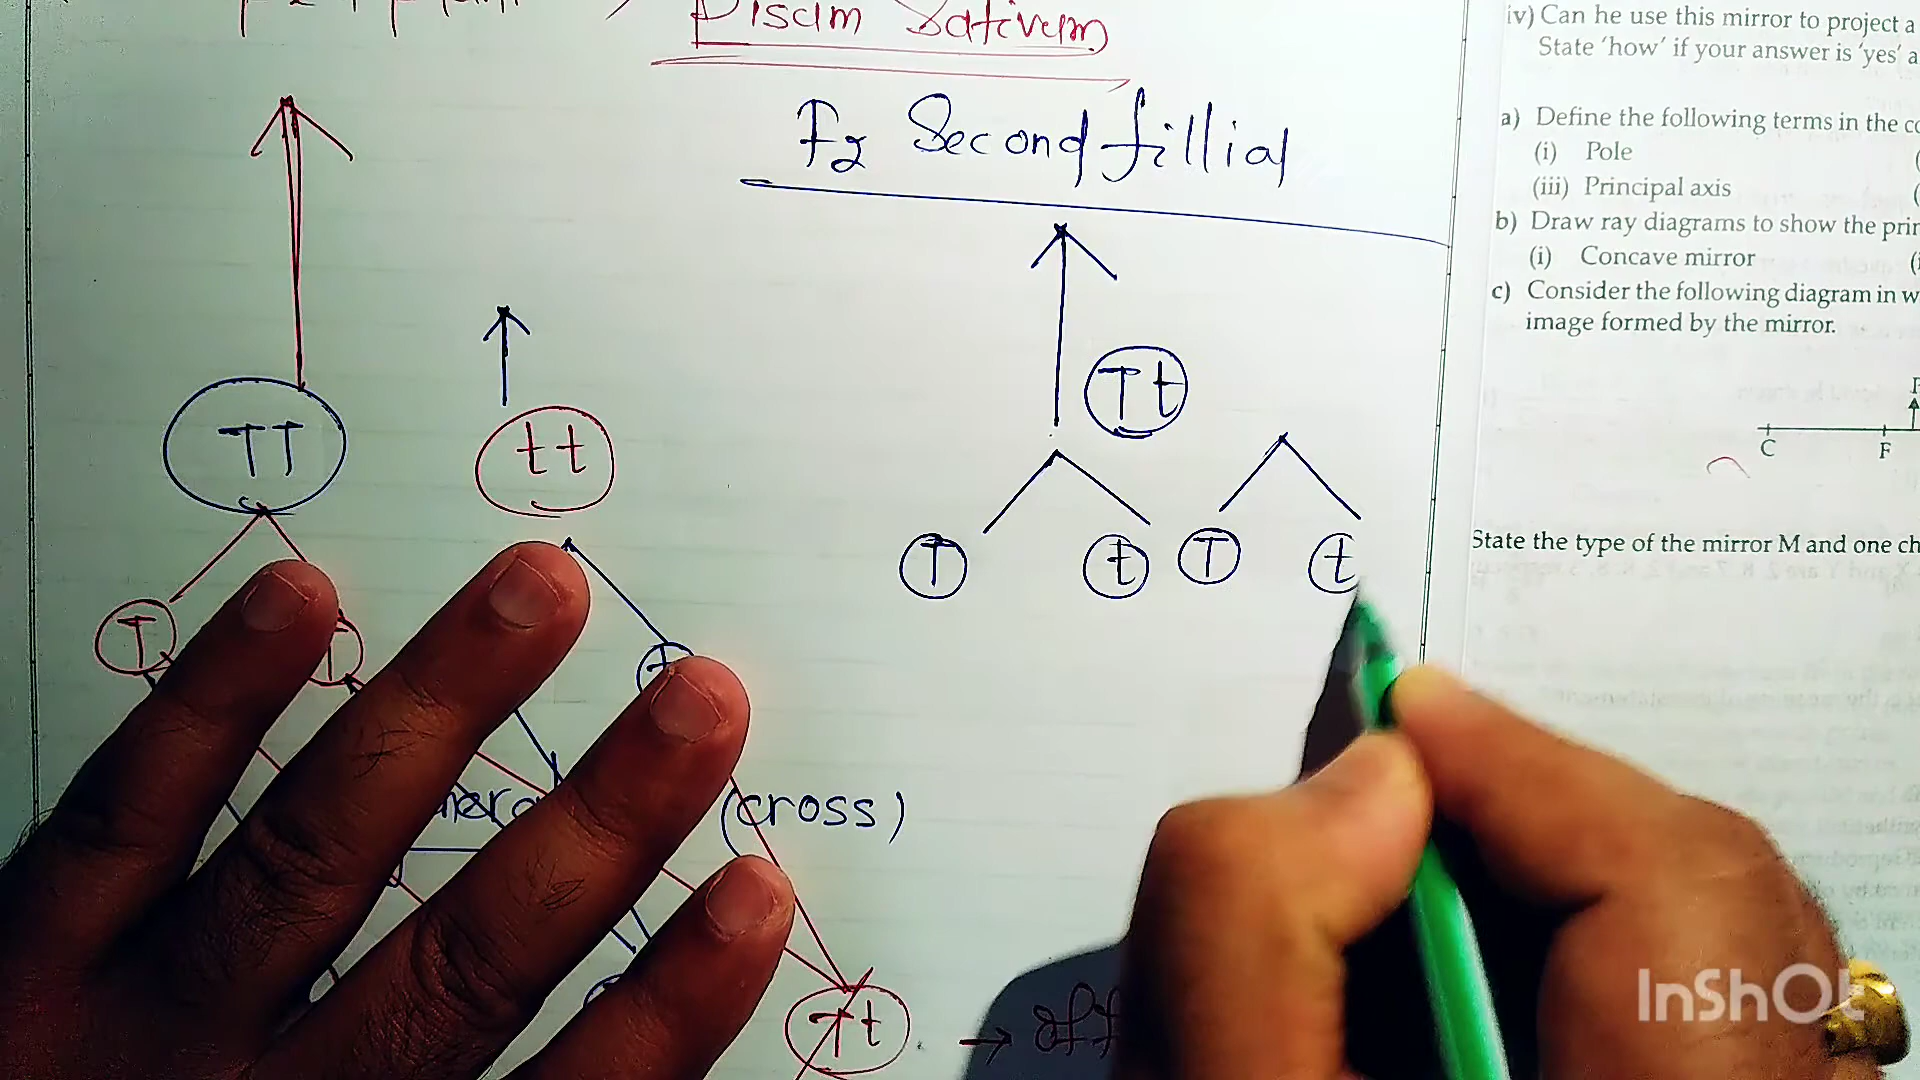 Pisum Sativum
F2 Second fillial
TT
tt
Tt
T
t
T
t
T
T
t
(cross)
Tt → off
iv) Can he use this mirror to project a
State 'how' if your answer is 'yes' a
a) Define the following terms in the co
(i) Pole
(iii) Principal axis
b) Draw ray diagrams to show the prin
(i) Concave mirror
c) Consider the following diagram in w
image formed by the mirror.
C
F
State the type of the mirror M and one ch
InShOt